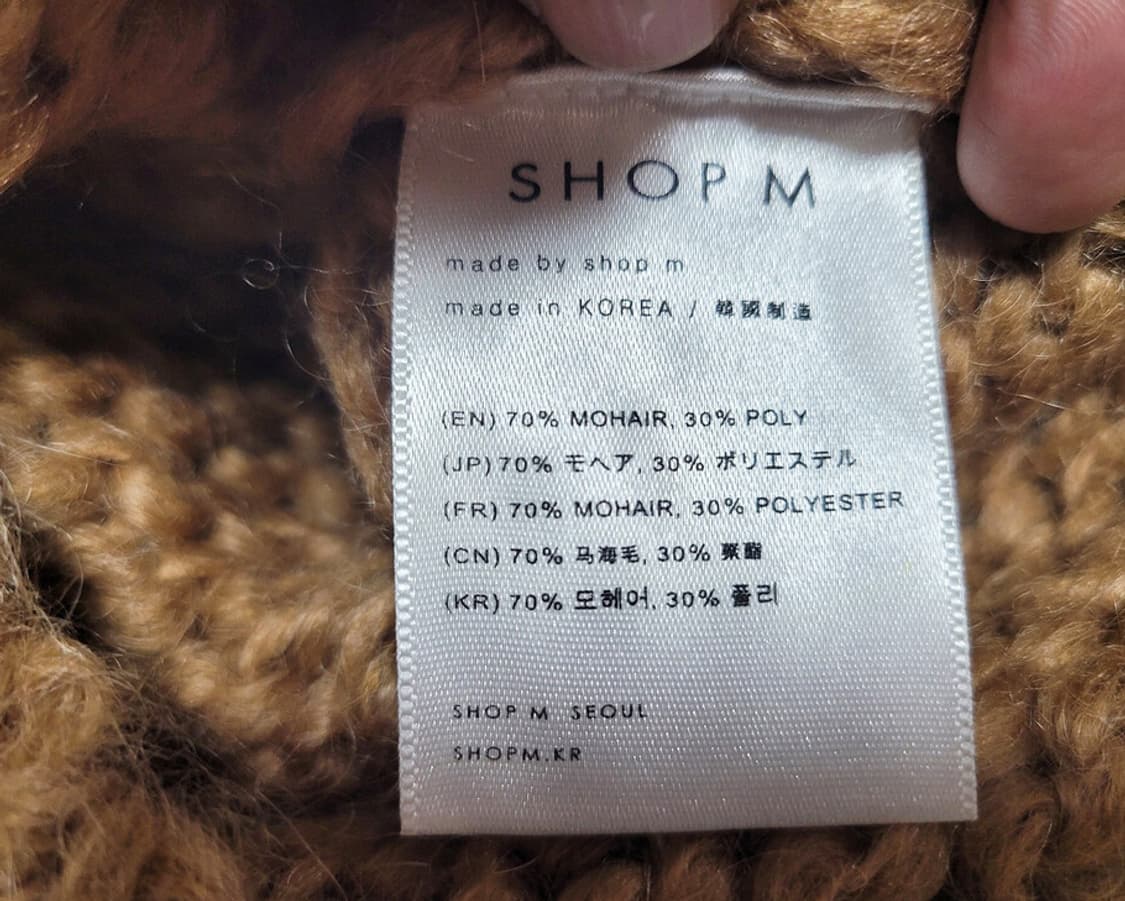 SHOP M
made by shop m
made in KOREA / 韓國制造
(EN) 70% MOHAIR, 30% POLY
(JP) 70% モヘア, 30% ポリエステル
(FR) 70% MOHAIR, 30% POLYESTER
(CN) 70% 马海毛, 30% 聚酯
(KR) 70% 모헤어, 30% 폴리
SHOP M SEOUL
SHOPM.KR